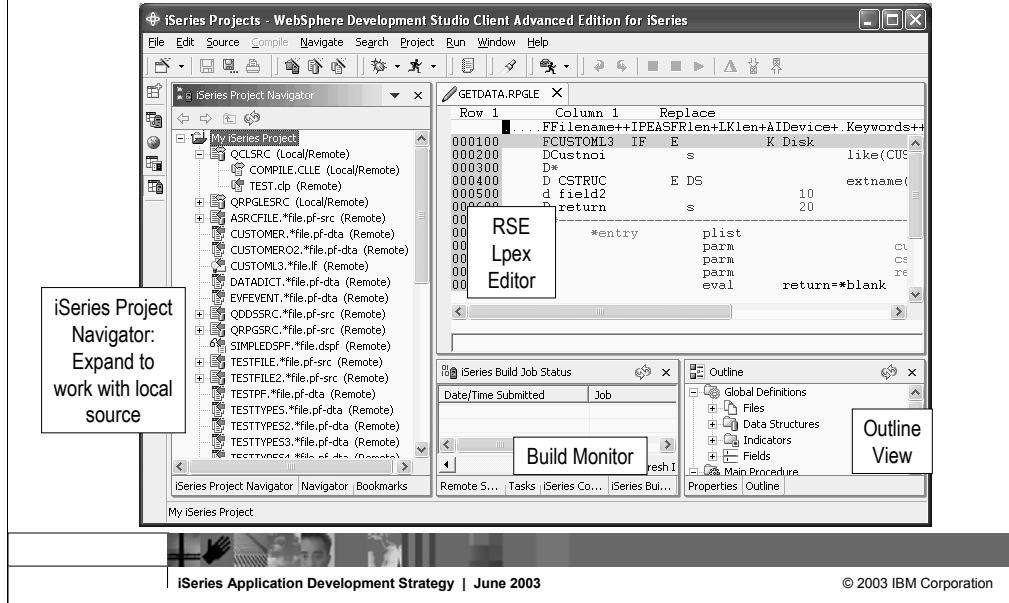 iSeries Projects - WebSphere Development Studio Client Advanced Edition for iSeries
File Edit Source Compile Navigate Search Project Run Window Help
iSeries Project Navigator
My iSeries Project
QCLSRC (Local/Remote)
COMPILE.CLLE (Local/Remote)
TEST.clp (Remote)
QRPGLESRC (Local/Remote)
ASRCFILE.*file.pf-src (Remote)
CUSTOMER.*file.pf-dta (Remote)
CUSTOMERO2.*file.pf-dta (Remote)
CUSTOML3.*file.lf (Remote)
DATADICT.*file.pf-dta (Remote)
EVFEVENT.*file.pf-dta (Remote)
QDDSSRC.*file.pf-src (Remote)
QRPGSRC.*file.pf-src (Remote)
SIMPLEDSPF.*file.dspf (Remote)
TESTFILE.*file.pf-src (Remote)
TESTFILE2.*file.pf-src (Remote)
TESTPF.*file.pf-dta (Remote)
TESTTYPES.*file.pf-dta (Remote)
TESTTYPES2.*file.pf-dta (Remote)
TESTTYPES3.*file.pf-dta (Remote)
TESTTYPES4.*file.pf-dta (Remote)
iSeries Project Navigator Navigator Bookmarks
My iSeries Project
iSeries Project
Navigator:
Expand to
work with local
source
GETDATA.RPGLE
Row 1 Column 1 Replace
....FFilename++IPEASFRlen+LKlen+AIDevice+.Keywords++
000100 FCUSTOML3 IF E K Disk
000200 DCustnoi s like(CUS
000300 D*
000400 D CSTRUC E DS extname(
000500 d field2 10
D return s 20
*entry plist
parm
parm
parm
eval return=*blank
RSE
Lpex
Editor
iSeries Build Job Status
Date/Time Submitted Job
Build Monitor
Remote S... Tasks iSeries Co... iSeries Bui...
Outline
Global Definitions
Files
Data Structures
Indicators
Fields
Main Procedure
Properties Outline
Outline
View
iSeries Application Development Strategy | June 2003
© 2003 IBM Corporation